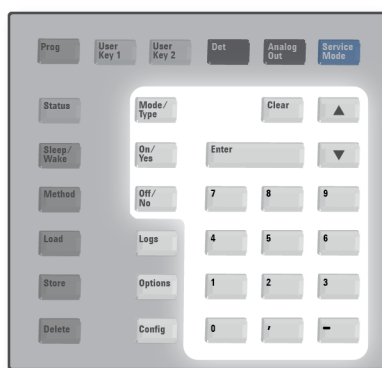 Prog User Key 1 User Key 2 Det Analog Out Service Mode
Status Mode/Type Clear ▲
Sleep/Wake On/Yes Enter ▼
Method Off/No 7 8 9
Load Logs 4 5 6
Store Options 1 2 3
Delete Config 0 , –